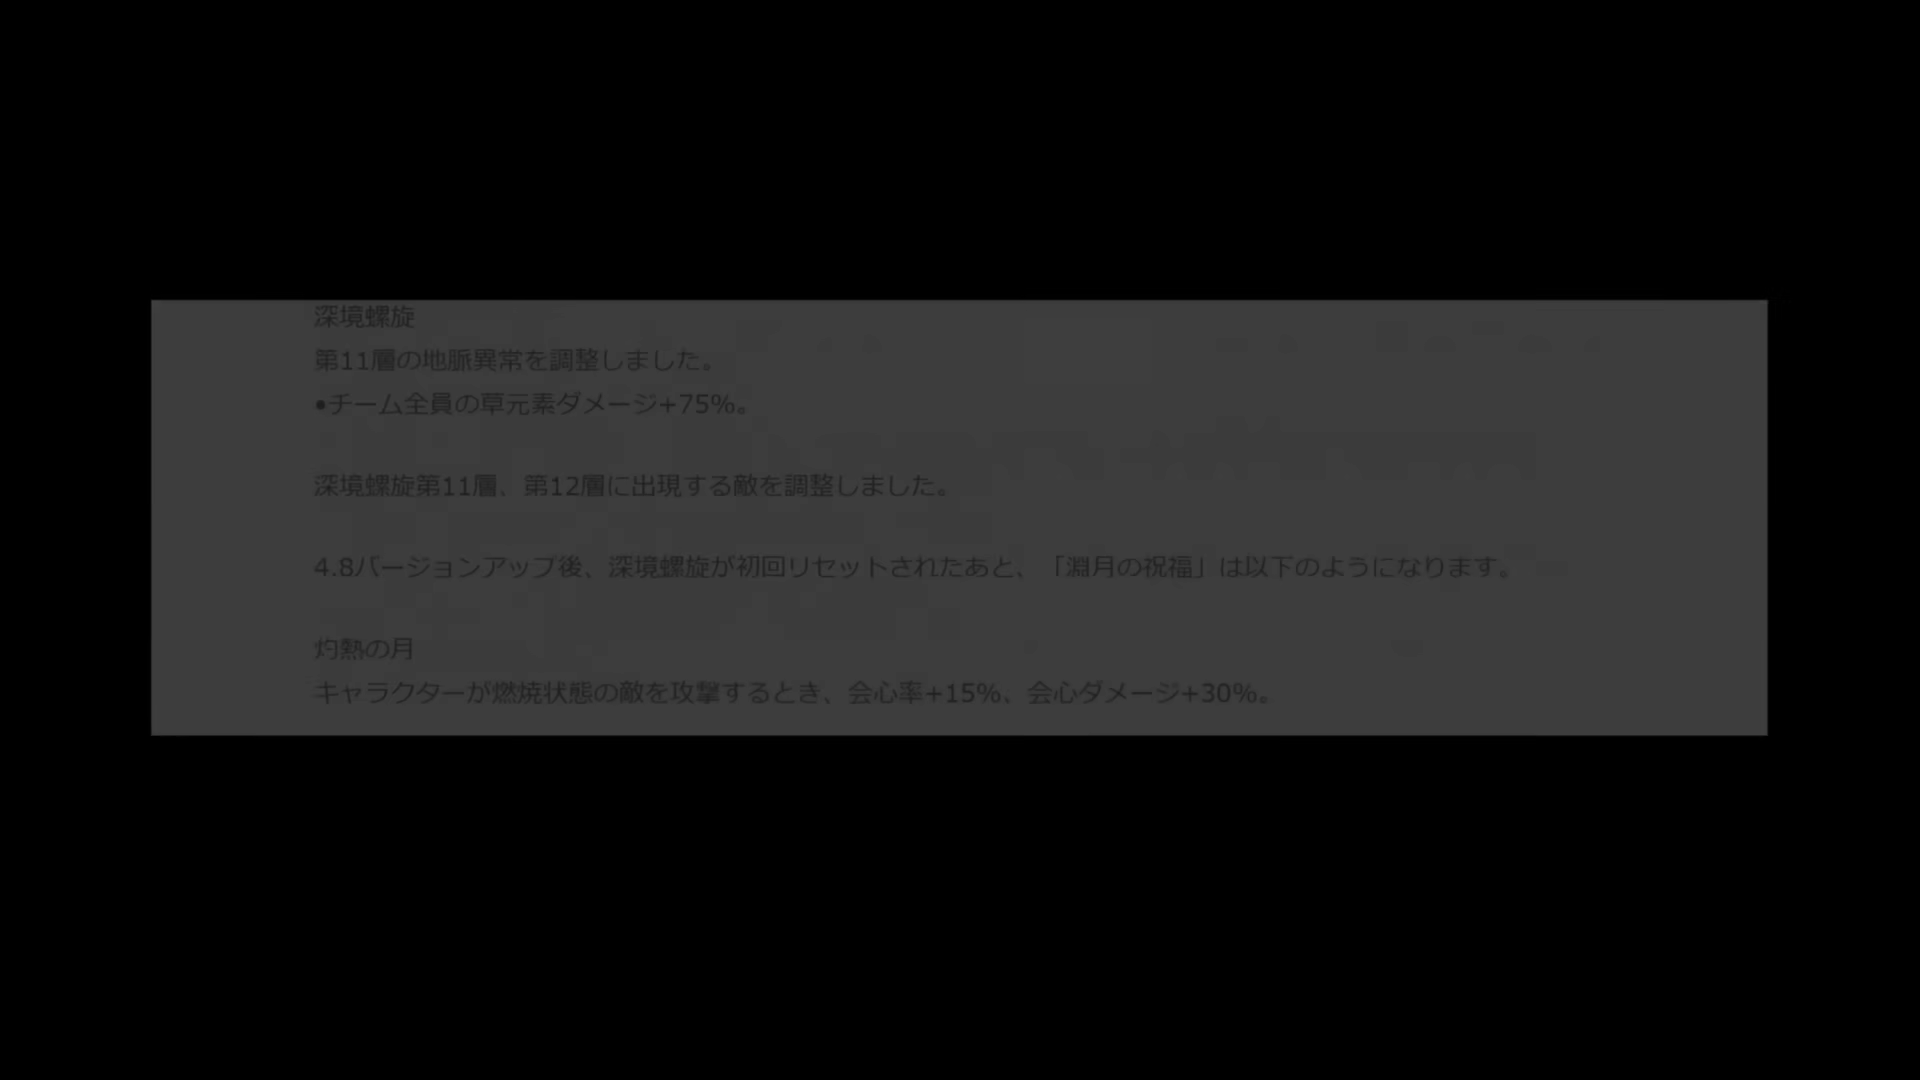 深境螺旋
第11層の地脈異常を調整しました。
•チーム全員の草元素ダメージ+75%。
深境螺旋第11層、第12層に出現する敵を調整しました。
4.8バージョンアップ後、深境螺旋が初回リセットされたあと、「淵月の祝福」は以下のようになります。
灼熱の月
キャラクターが燃焼状態の敵を攻撃するとき、会心率+15%、会心ダメージ+30%。